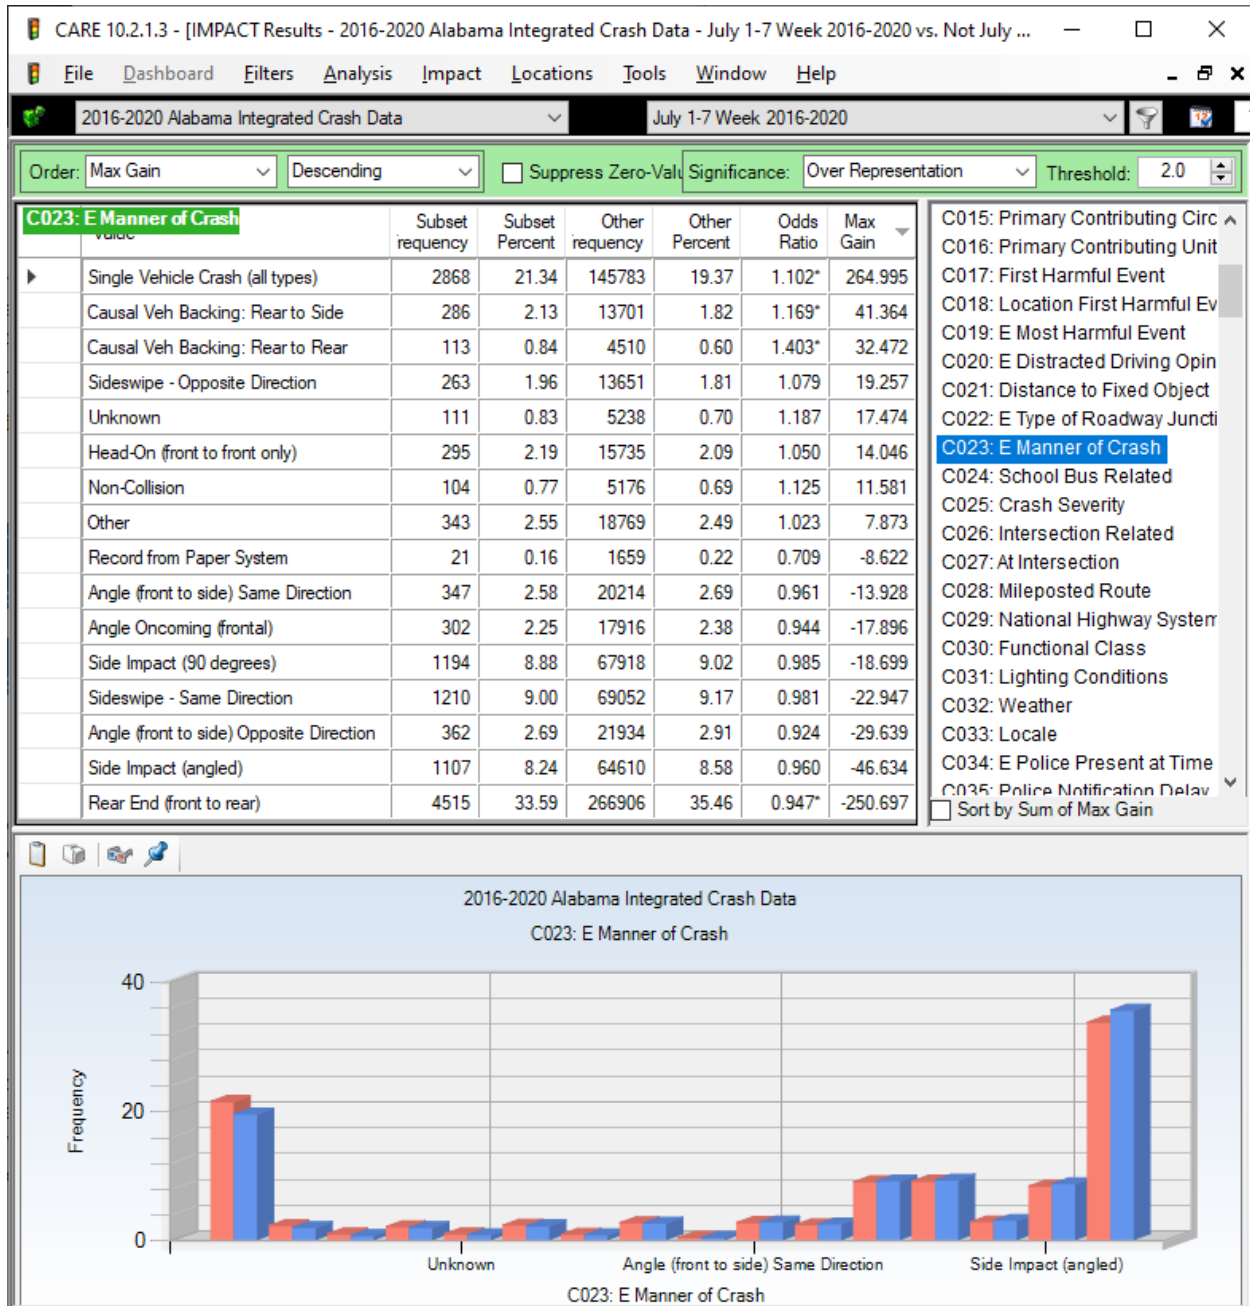 CARE 10.2.1.3 - [IMPACT Results - 2016-2020 Alabama Integrated Crash Data - July 1-7 Week 2016-2020 vs. Not July ...
File Dashboard Filters Analysis Impact Locations Tools Window Help
2016-2020 Alabama Integrated Crash Data July 1-7 Week 2016-2020
Order: Max Gain Descending Suppress Zero-Valu Significance: Over Representation Threshold: 2.0
C023: E Manner of Crash
Subset requency Subset Percent Other requency Other Percent Odds Ratio Max Gain
Single Vehicle Crash (all types) 2868 21.34 145783 19.37 1.102* 264.995
Causal Veh Backing: Rear to Side 286 2.13 13701 1.82 1.169* 41.364
Causal Veh Backing: Rear to Rear 113 0.84 4510 0.60 1.403* 32.472
Sideswipe - Opposite Direction 263 1.96 13651 1.81 1.079 19.257
Unknown 111 0.83 5238 0.70 1.187 17.474
Head-On (front to front only) 295 2.19 15735 2.09 1.050 14.046
Non-Collision 104 0.77 5176 0.69 1.125 11.581
Other 343 2.55 18769 2.49 1.023 7.873
Record from Paper System 21 0.16 1659 0.22 0.709 -8.622
Angle (front to side) Same Direction 347 2.58 20214 2.69 0.961 -13.928
Angle Oncoming (frontal) 302 2.25 17916 2.38 0.944 -17.896
Side Impact (90 degrees) 1194 8.88 67918 9.02 0.985 -18.699
Sideswipe - Same Direction 1210 9.00 69052 9.17 0.981 -22.947
Angle (front to side) Opposite Direction 362 2.69 21934 2.91 0.924 -29.639
Side Impact (angled) 1107 8.24 64610 8.58 0.960 -46.634
Rear End (front to rear) 4515 33.59 266906 35.46 0.947* -250.697
C015: Primary Contributing Circ
C016: Primary Contributing Unit
C017: First Harmful Event
C018: Location First Harmful Ev
C019: E Most Harmful Event
C020: E Distracted Driving Opin
C021: Distance to Fixed Object
C022: E Type of Roadway Juncti
C023: E Manner of Crash
C024: School Bus Related
C025: Crash Severity
C026: Intersection Related
C027: At Intersection
C028: Mileposted Route
C029: National Highway System
C030: Functional Class
C031: Lighting Conditions
C032: Weather
C033: Locale
C034: E Police Present at Time
C035: Police Notification Delay
Sort by Sum of Max Gain
2016-2020 Alabama Integrated Crash Data
C023: E Manner of Crash
Frequency
40
20
0
Unknown Angle (front to side) Same Direction Side Impact (angled)
C023: E Manner of Crash